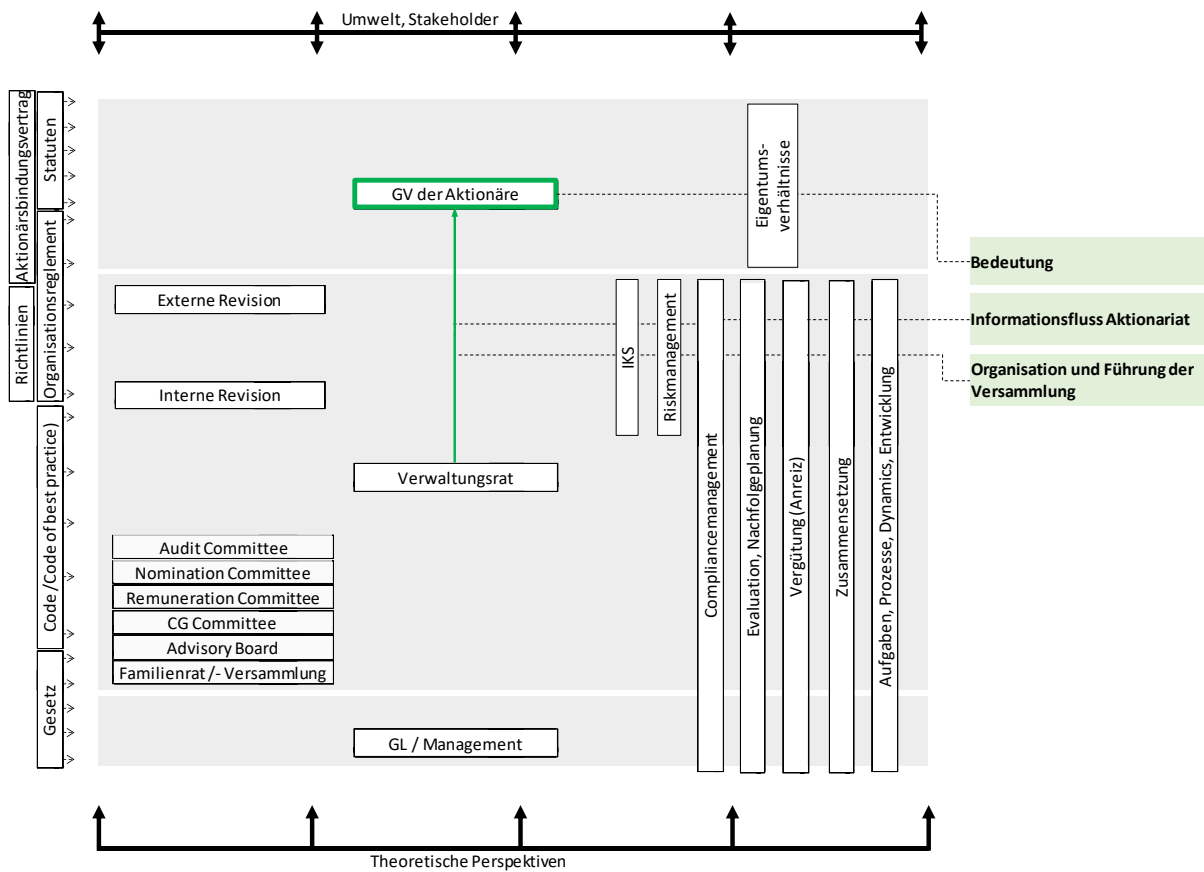 Umwelt, Stakeholder
Aktionärsbindungsvertrag
Statuten
Richtlinien
Organisationsreglement
Code /Code of best practice)
Gesetz
GV der Aktionäre
Eigentums-
verhältnisse
Externe Revision
Interne Revision
Verwaltungsrat
Audit Committee
Nomination Committee
Remuneration Committee
CG Committee
Advisory Board
Familienrat /- Versammlung
GL / Management
IKS
Riskmanagement
Compliancemanagement
Evaluation, Nachfolgeplanung
Vergütung (Anreiz)
Zusammensetzung
Aufgaben, Prozesse, Dynamics, Entwicklung
Bedeutung
Informationsfluss Aktionariat
Organisation und Führung der
Versammlung
Theoretische Perspektiven